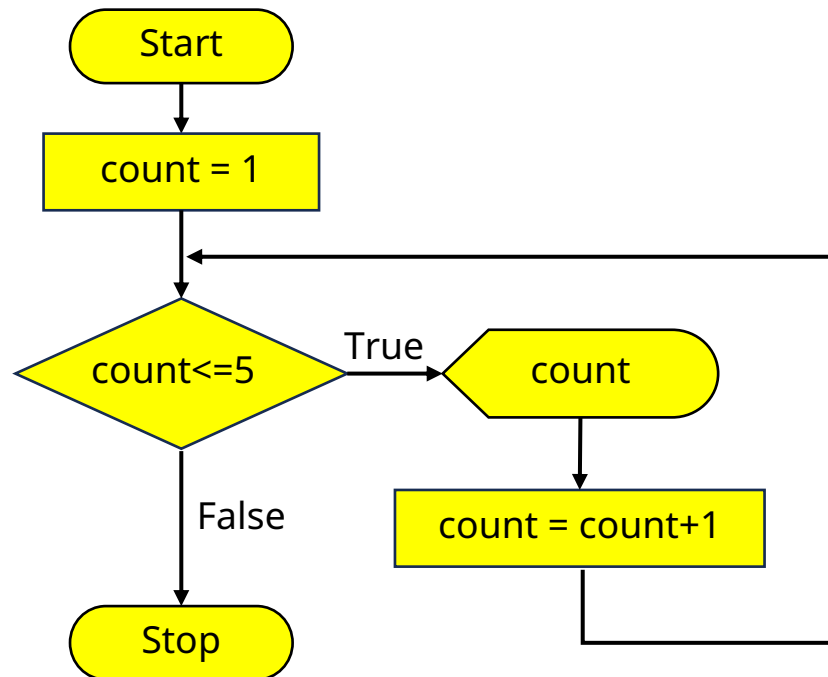 Start
count = 1
count<=5
True
count
count = count+1
False
Stop